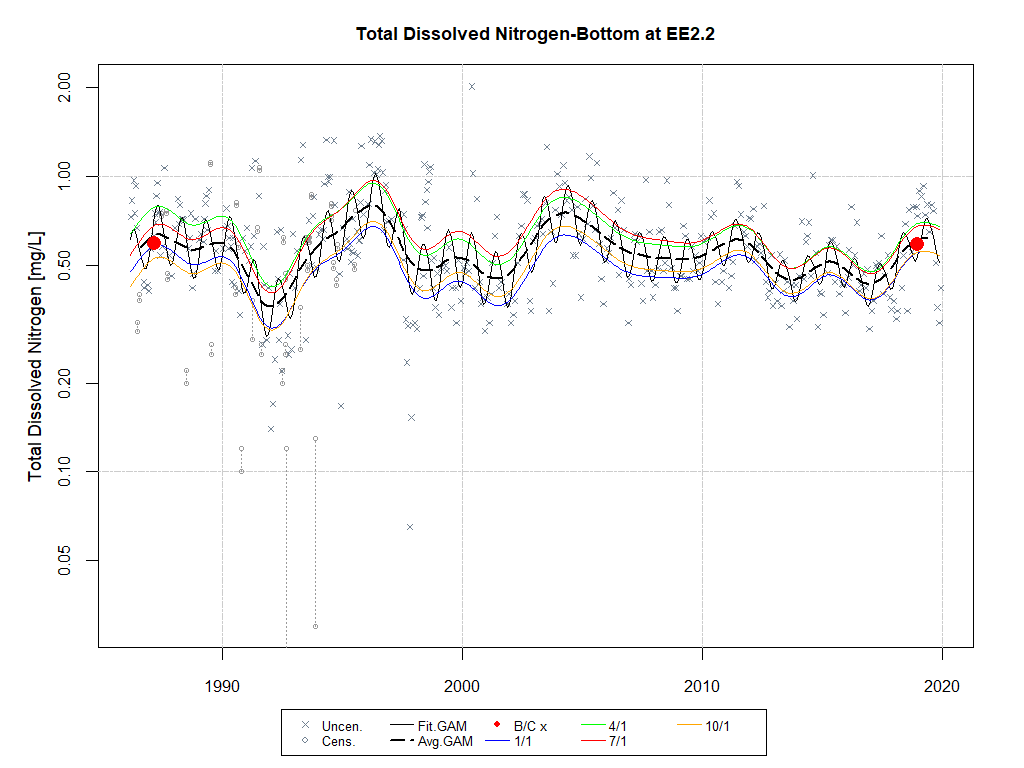 Total Dissolved Nitrogen-Bottom at EE2.2
Total Dissolved Nitrogen [mg/L]
2.00
1.00
0.50
0.20
0.10
0.05
1990 2000 2010 2020
Uncen. Fit.GAM B/C x 4/1 10/1
Cens. Avg.GAM 1/1 7/1